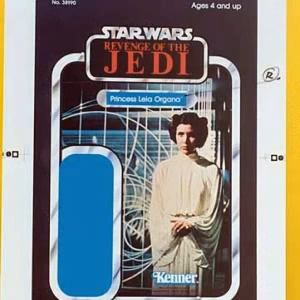 No. 38990
Ages 4 and up
STAR WARS
REVENGE OF THE
JEDI
Princess Leia Organa
R
Kenner